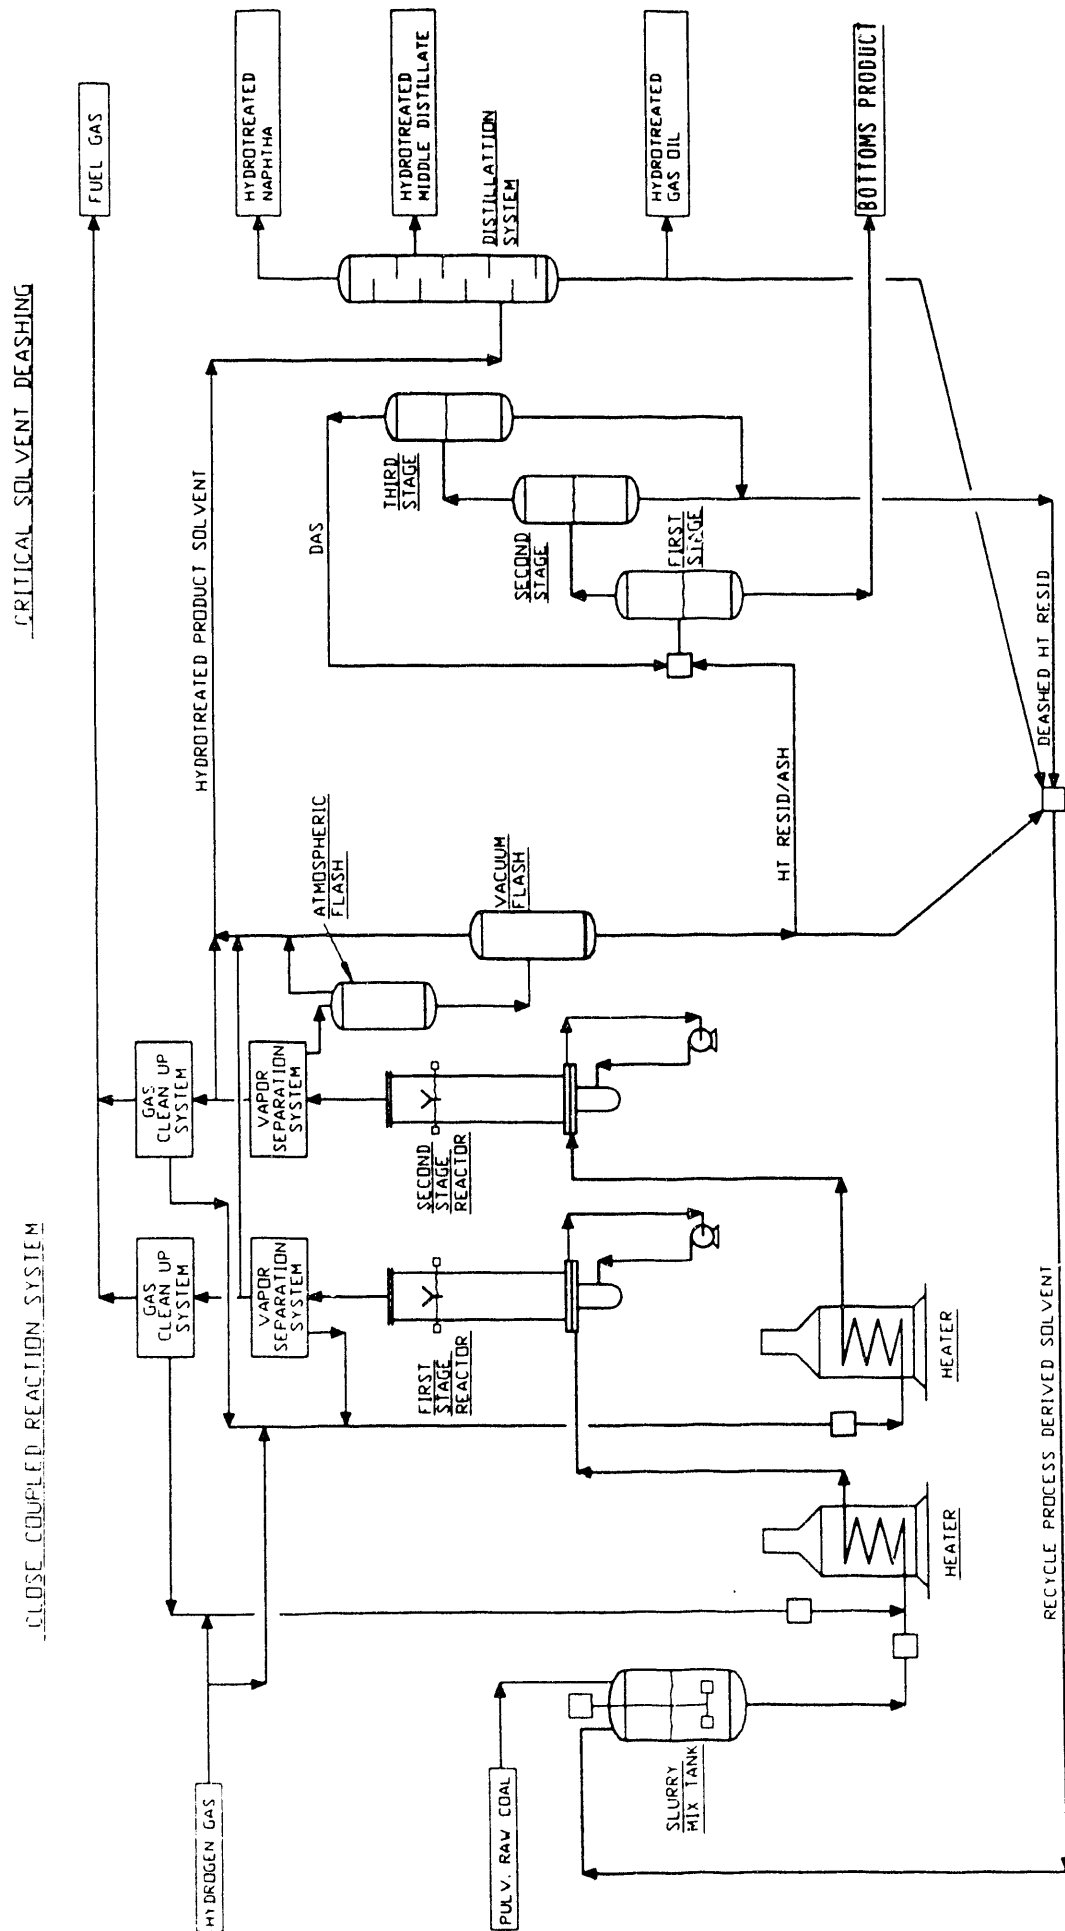 CLOSE COUPLED REACTION SYSTEM
CRITICAL SOLVENT DEASHING
FUEL GAS
HYDROGEN GAS
GAS
CLEAN UP
SYSTEM
GAS
CLEAN UP
SYSTEM
HYDROTREATED PRODUCT SOLVENT
HYDROTREATED
NAPHTHA
VAPOR
SEPARATION
SYSTEM
VAPOR
SEPARATION
SYSTEM
ATMOSPHERIC
FLASH
DAS
HYDROTREATED
MIDDLE DISTILLATE
THIRD
STAGE
DISTILLATTION
SYSTEM
FIRST
STAGE
REACTOR
SECOND
STAGE
REACTOR
VACUUM
FLASH
SECOND
STAGE
PULV. RAW COAL
HYDROTREATED
GAS OIL
SLURRY
MIX TANK
FIRST
STAGE
HT RESID/ASH
BOTTOMS PRODUCT
HEATER
HEATER
RECYCLE PROCESS DERIVED SOLVENT
DEASHED HT RESID